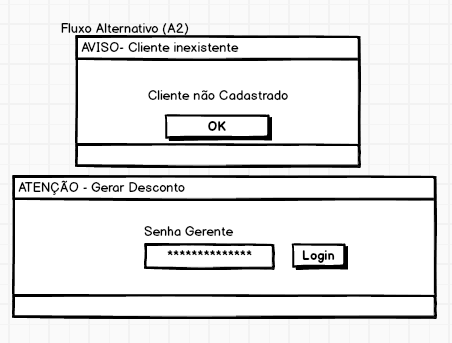 Fluxo Alternativo (A2)
AVISO- Cliente inexistente
Cliente não Cadastrado
OK
ATENÇÃO - Gerar Desconto
Senha Gerente
**************
Login